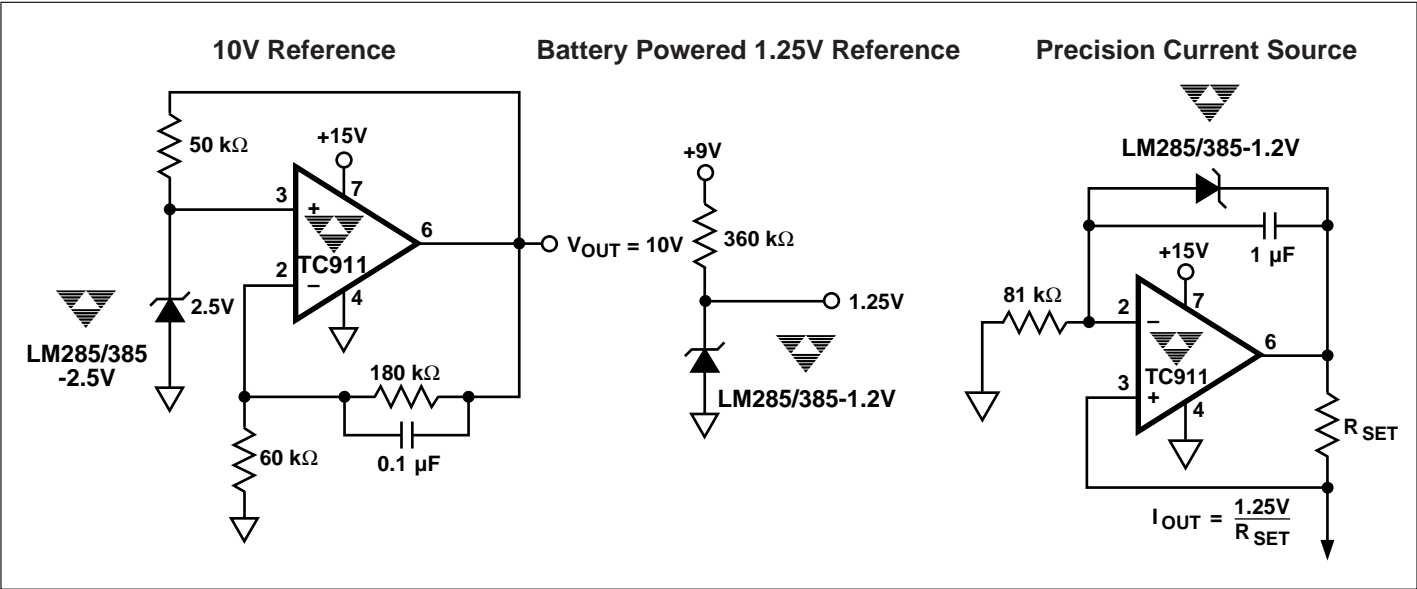 10V Reference
50 kΩ
+15V
7
3
+
6
TC911
2
–
4
VOUT = 10V
2.5V
LM285/385
-2.5V
180 kΩ
0.1 µF
60 kΩ
Battery Powered 1.25V Reference
+9V
360 kΩ
1.25V
LM285/385-1.2V
Precision Current Source
LM285/385-1.2V
1 µF
+15V
81 kΩ
7
2
–
6
TC911
3
+
4
R SET
I OUT = 1.25V
R SET